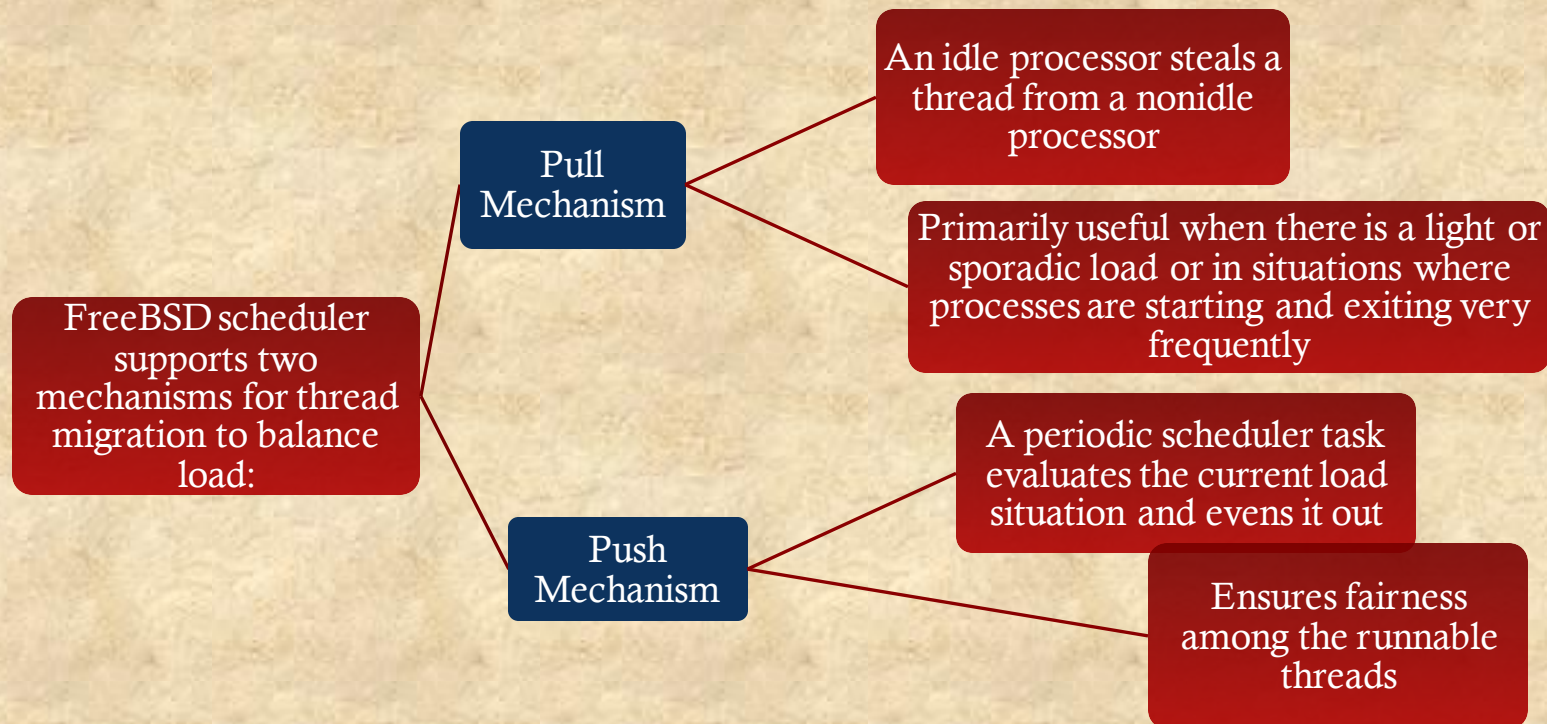 FreeBSD scheduler
supports two
mechanisms for thread
migration to balance
load:
Pull
Mechanism
An idle processor steals a
thread from a nonidle
processor
Primarily useful when there is a light or
sporadic load or in situations where
processes are starting and exiting very
frequently
Push
Mechanism
A periodic scheduler task
evaluates the current load
situation and evens it out
Ensures fairness
among the runnable
threads